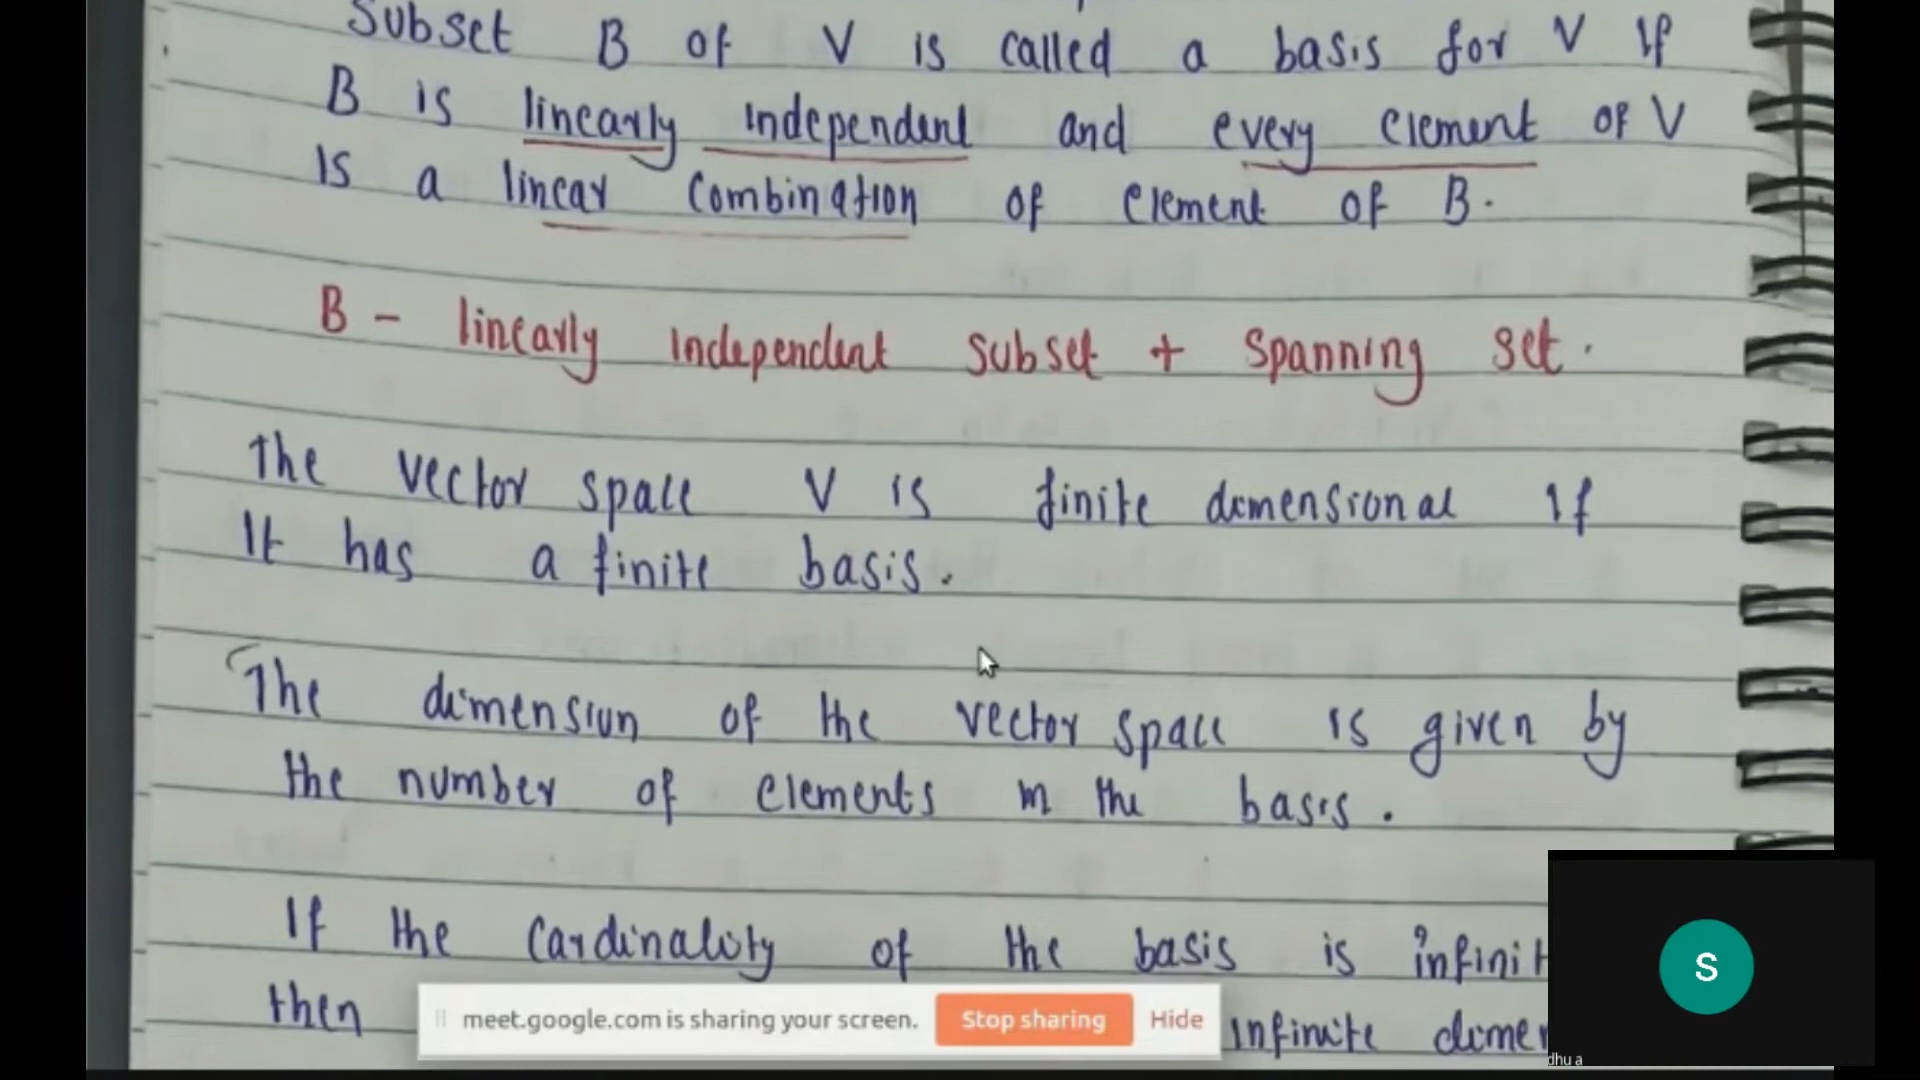 Subset B of V is called a basis for V if
B is linearly independent and every element of V
is a linear combination of element of B.
B - linearly independent subset + spanning set.
The vector space V is finite dimensional if
it has a finite basis.
The dimension of the vector space is given by
the number of elements in the basis.
If the cardinality of the basis is infinit
then infinite dimen
meet.google.com is sharing your screen. Stop sharing Hide
S
dhu a